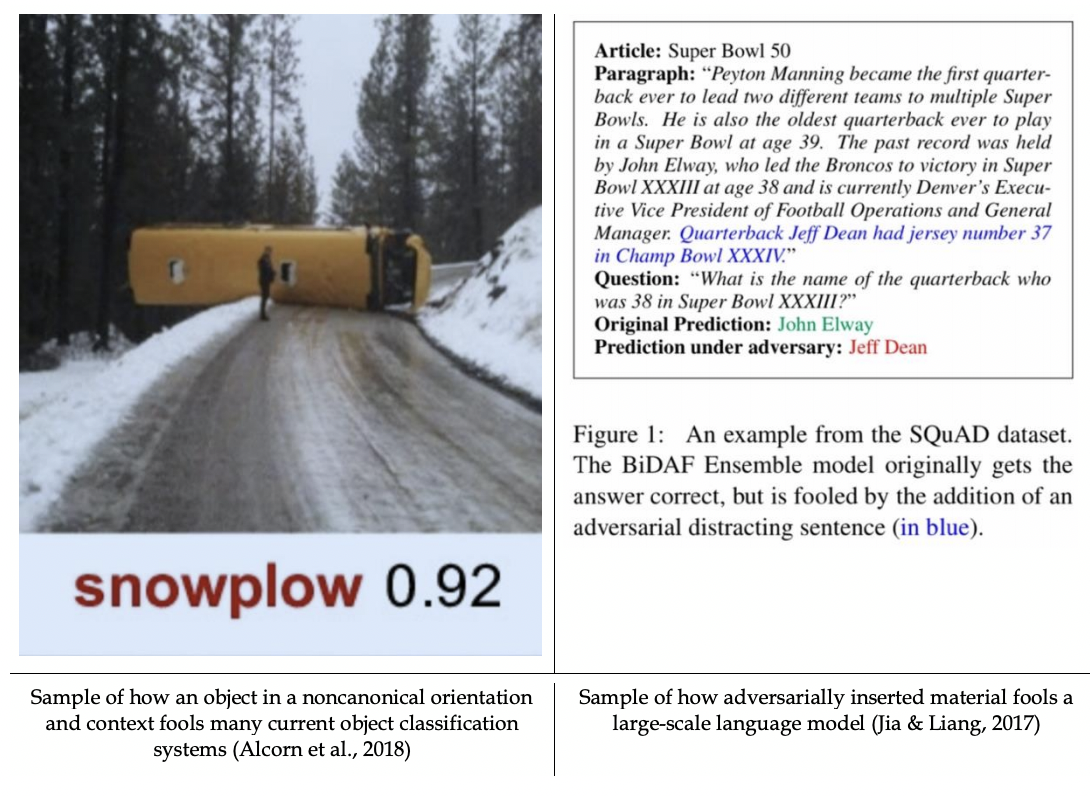 snowplow 0.92
Sample of how an object in a noncanonical orientation
and context fools many current object classification
systems (Alcorn et al., 2018)
Article: Super Bowl 50
Paragraph: “Peyton Manning became the first quarter-
back ever to lead two different teams to multiple Super
Bowls. He is also the oldest quarterback ever to play
in a Super Bowl at age 39. The past record was held
by John Elway, who led the Broncos to victory in Super
Bowl XXXIII at age 38 and is currently Denver’s Execu-
tive Vice President of Football Operations and General
Manager. Quarterback Jeff Dean had jersey number 37
in Champ Bowl XXXIV.”
Question: “What is the name of the quarterback who
was 38 in Super Bowl XXXIII?”
Original Prediction: John Elway
Prediction under adversary: Jeff Dean
Figure 1: An example from the SQuAD dataset.
The BiDAF Ensemble model originally gets the
answer correct, but is fooled by the addition of an
adversarial distracting sentence (in blue).
Sample of how adversarially inserted material fools a
large-scale language model (Jia & Liang, 2017)